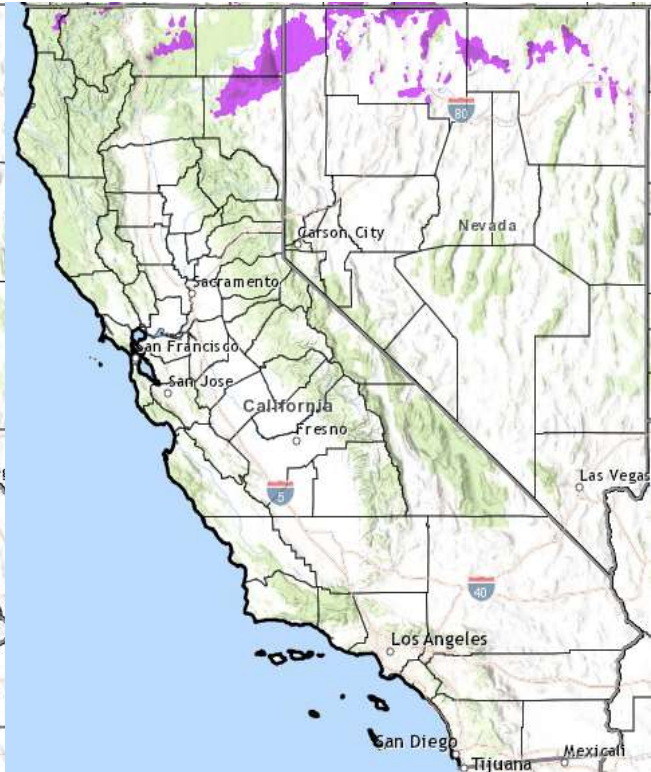 80
Nevada
Carson City
Sacramento
San Francisco
San Jose
California
Fresno
Las Vegas
5
40
Los Angeles
San Diego
Tijuana
Mexicali